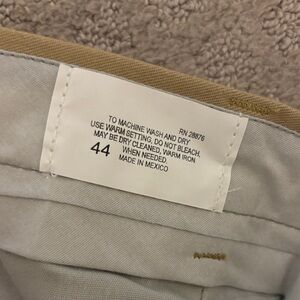 RN 28876
TO MACHINE WASH AND DRY
USE WARM SETTING, DO NOT BLEACH,
MAY BE DRY CLEANED, WARM IRON
WHEN NEEDED.
44
MADE IN MEXICO